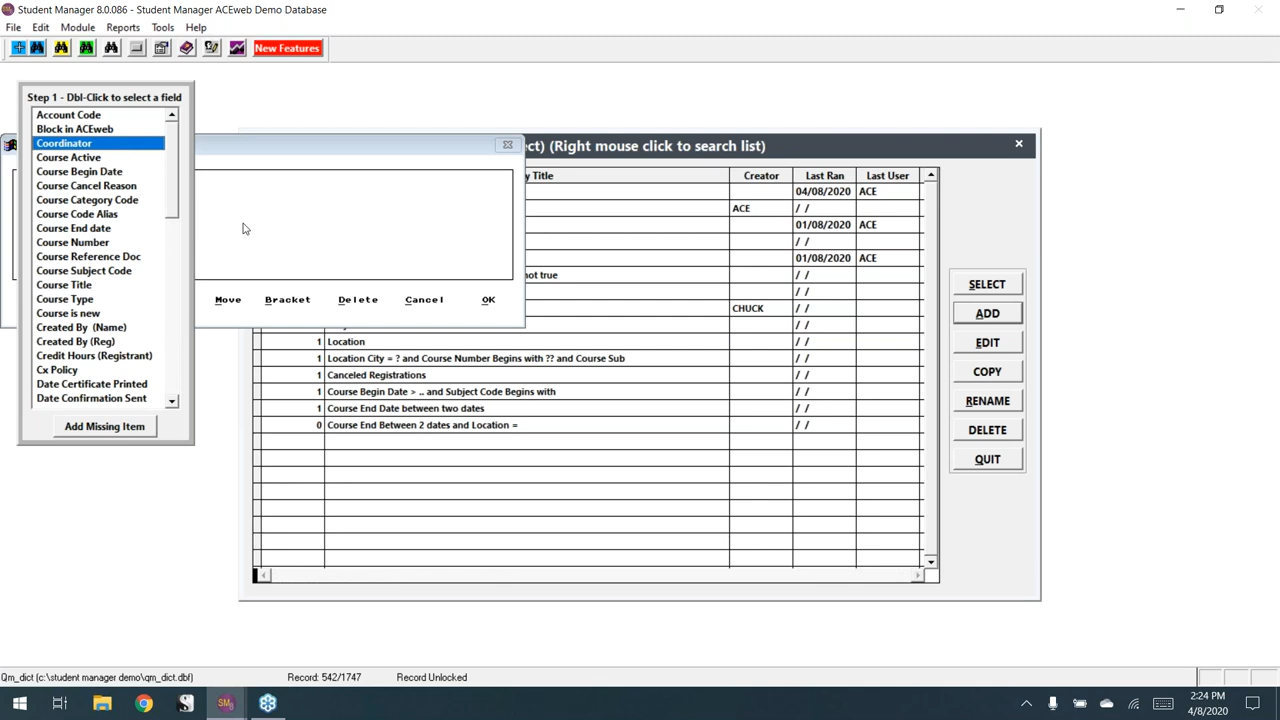 Student Manager 8.0.086 - Student Manager ACEweb Demo Database
File Edit Module Reports Tools Help
New Features
Step 1 - Dbl-Click to select a field
Account Code
Block in ACEweb
Coordinator
Course Active
Course Begin Date
Course Cancel Reason
Course Category Code
Course Code Alias
Course End date
Course Number
Course Reference Doc
Course Subject Code
Course Title
Course Type
Course is new
Created By (Name)
Created By (Reg)
Credit Hours (Registrant)
Cx Policy
Date Certificate Printed
Date Confirmation Sent
Add Missing Item
Move Bracket Delete Cancel OK
(Right mouse click to search list)
Title Creator Last Ran Last User
04/08/2020 ACE
ACE / /
01/08/2020 ACE
/ /
01/08/2020 ACE
not true / /
/ /
CHUCK / /
/ /
1 Location / /
1 Location City = ? and Course Number Begins with ?? and Course Sub / /
1 Canceled Registrations / /
1 Course Begin Date > .. and Subject Code Begins with / /
1 Course End Date between two dates / /
0 Course End Between 2 dates and Location = / /
SELECT
ADD
EDIT
COPY
RENAME
DELETE
QUIT
Qm_dict (c:\student manager demo\qm_dict.dbf) Record: 542/1747 Record Unlocked
2:24 PM
4/8/2020